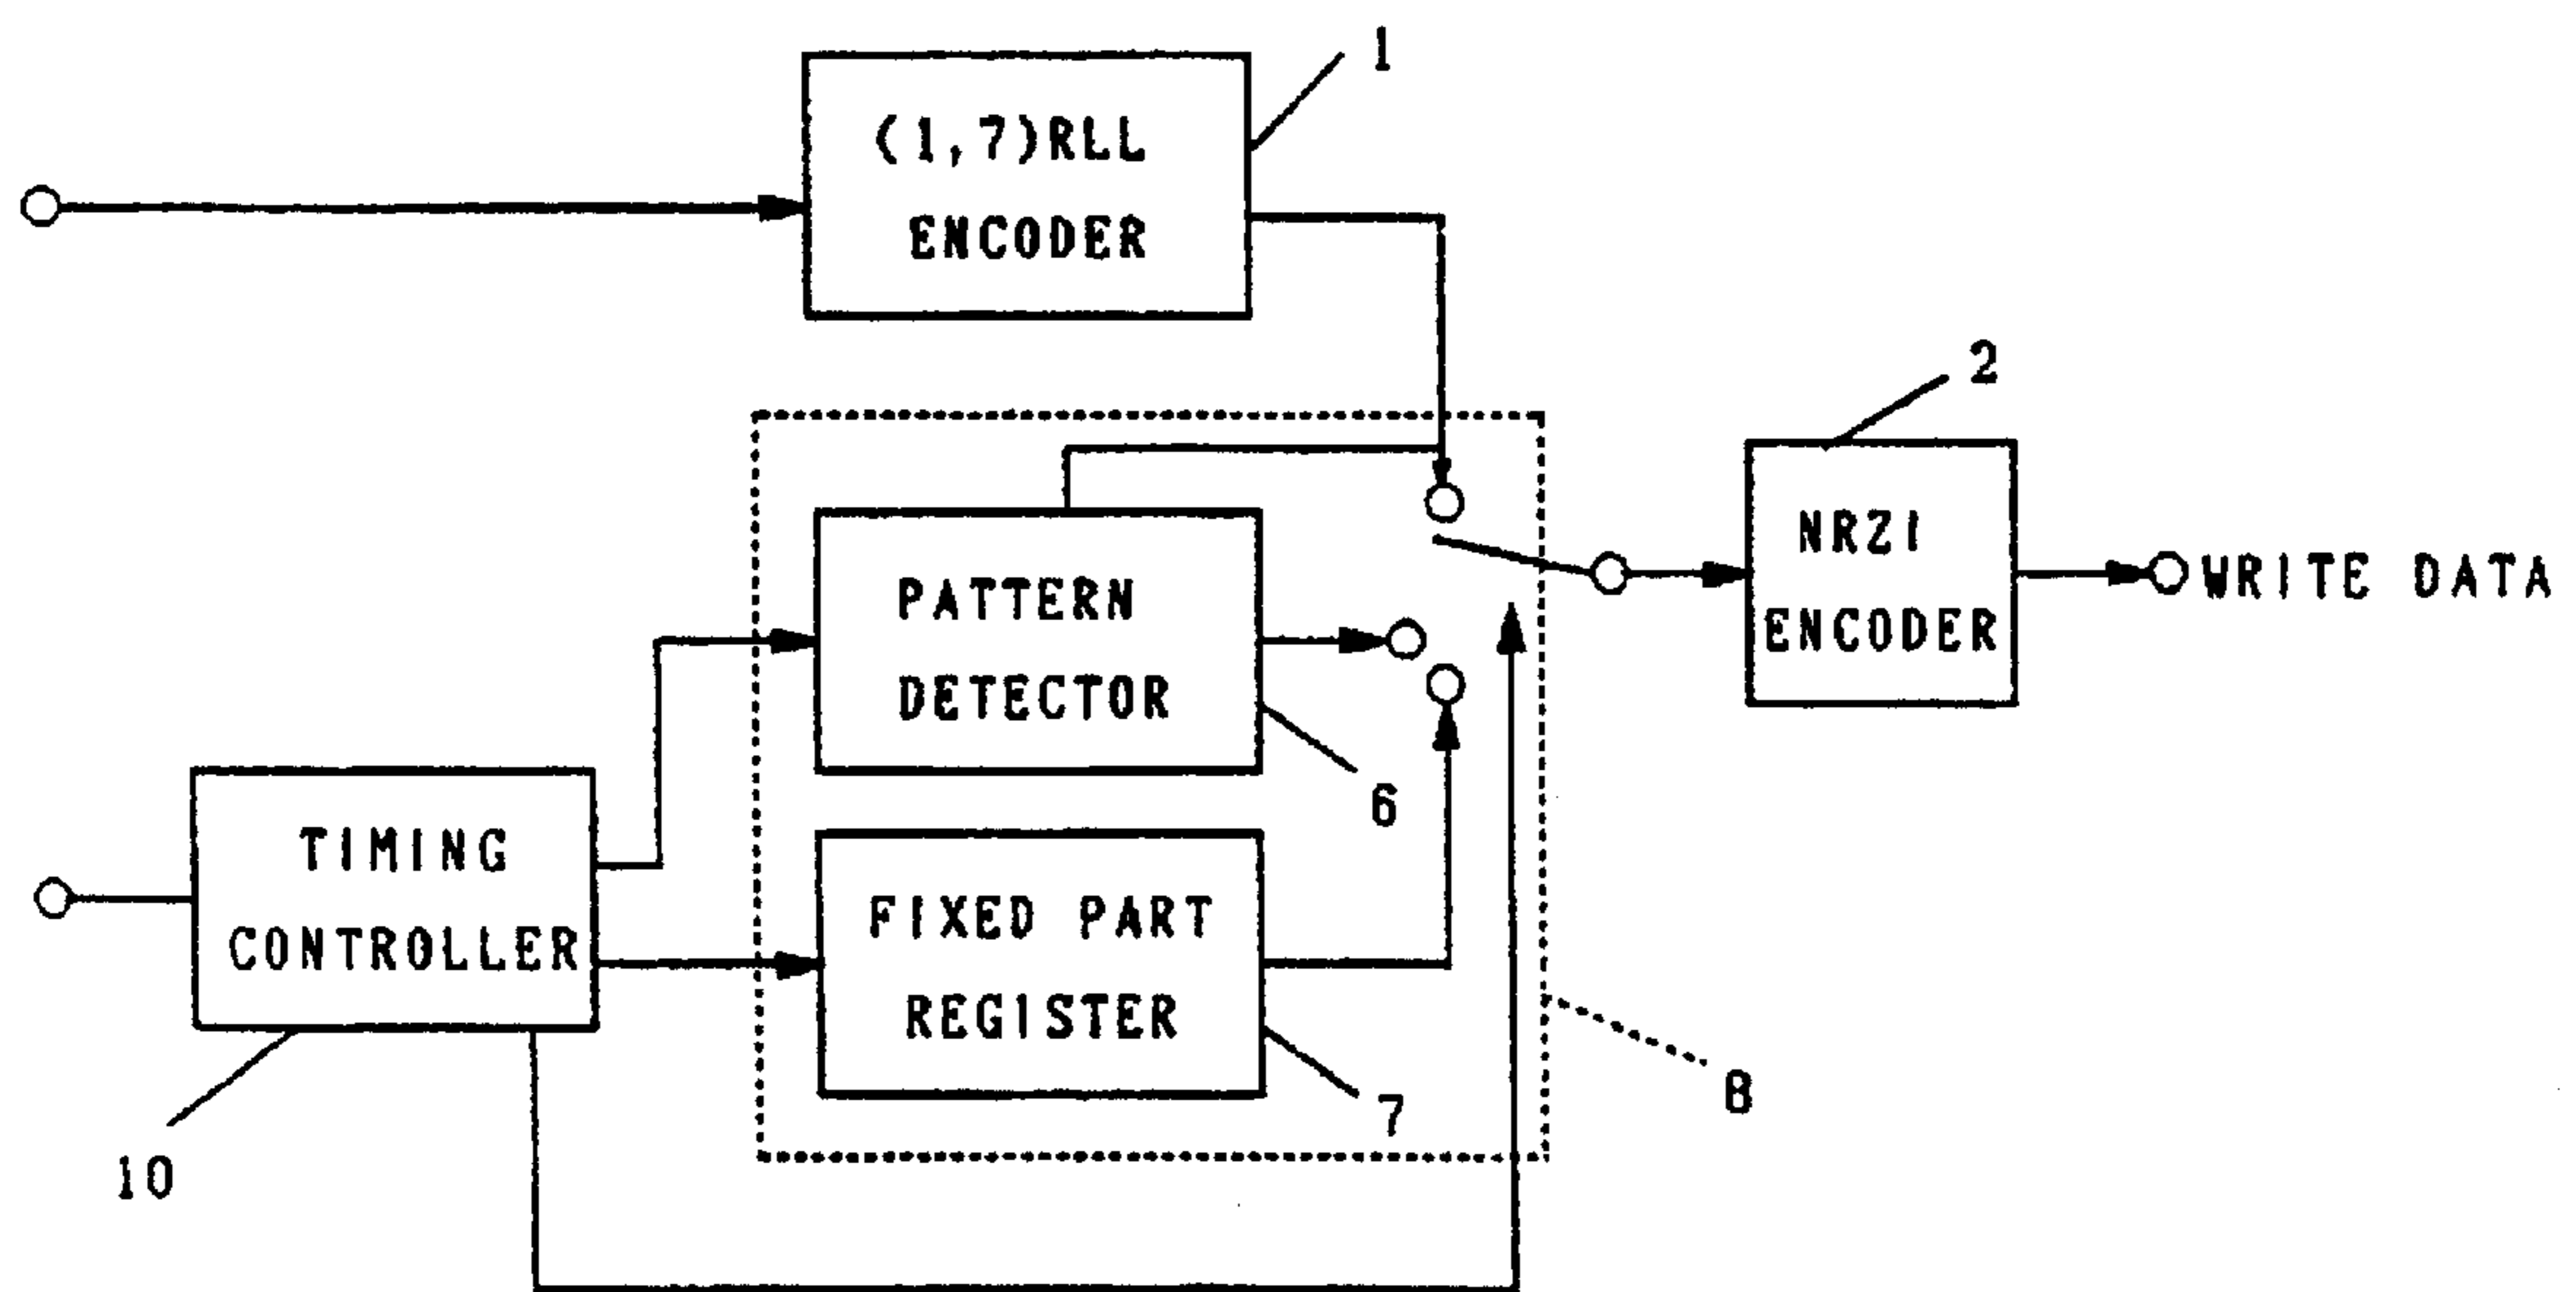 1
(1,7)RLL
ENCODER
2
NRZI
ENCODER
WRITE DATA
PATTERN
DETECTOR
6
TIMING
CONTROLLER
FIXED PART
REGISTER
7
8
10